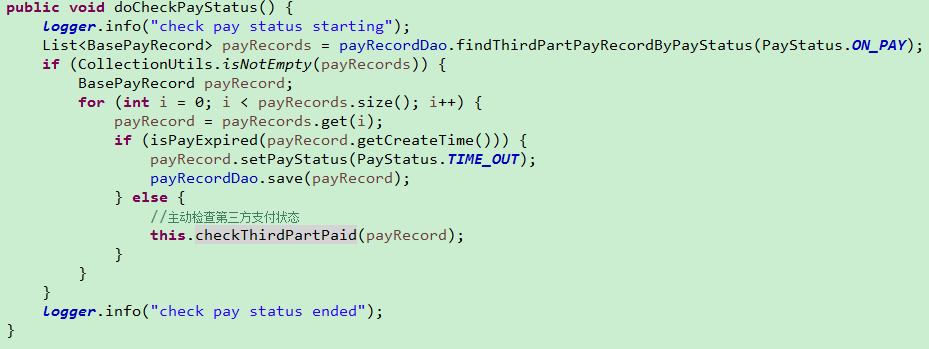 public void doCheckPayStatus() {
    logger.info("check pay status starting");
    List<BasePayRecord> payRecords = payRecordDao.findThirdPartPayRecordByPayStatus(PayStatus.ON_PAY);
    if (CollectionUtils.isNotEmpty(payRecords)) {
        BasePayRecord payRecord;
        for (int i = 0; i < payRecords.size(); i++) {
            payRecord = payRecords.get(i);
            if (isPayExpired(payRecord.getCreateTime())) {
                payRecord.setPayStatus(PayStatus.TIME_OUT);
                payRecordDao.save(payRecord);
            } else {
                //主动检查第三方支付状态
                this.checkThirdPartPaid(payRecord);
            }
        }
    }
    logger.info("check pay status ended");
}